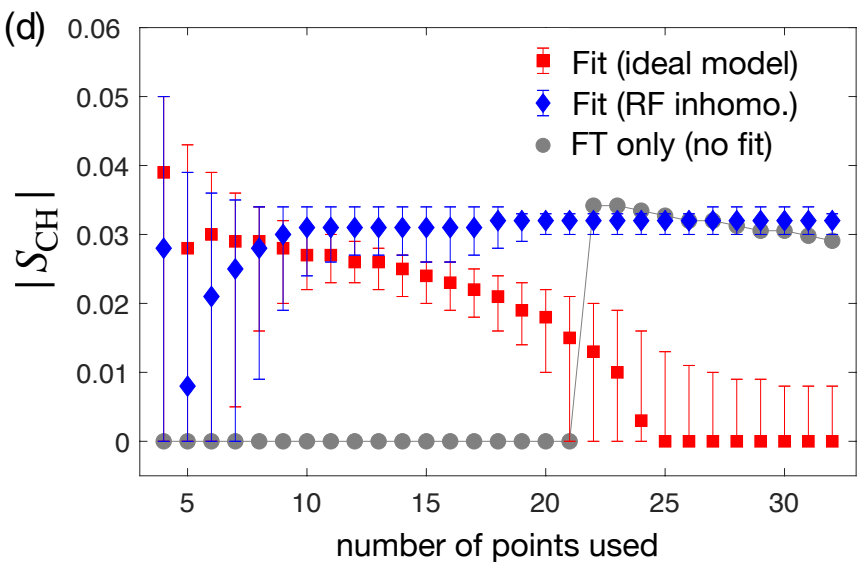 (d)
0.06
0.05
0.04
0.03
0.02
0.01
0
|S_CH|
Fit (ideal model)
Fit (RF inhomo.)
FT only (no fit)
5 10 15 20 25 30
number of points used